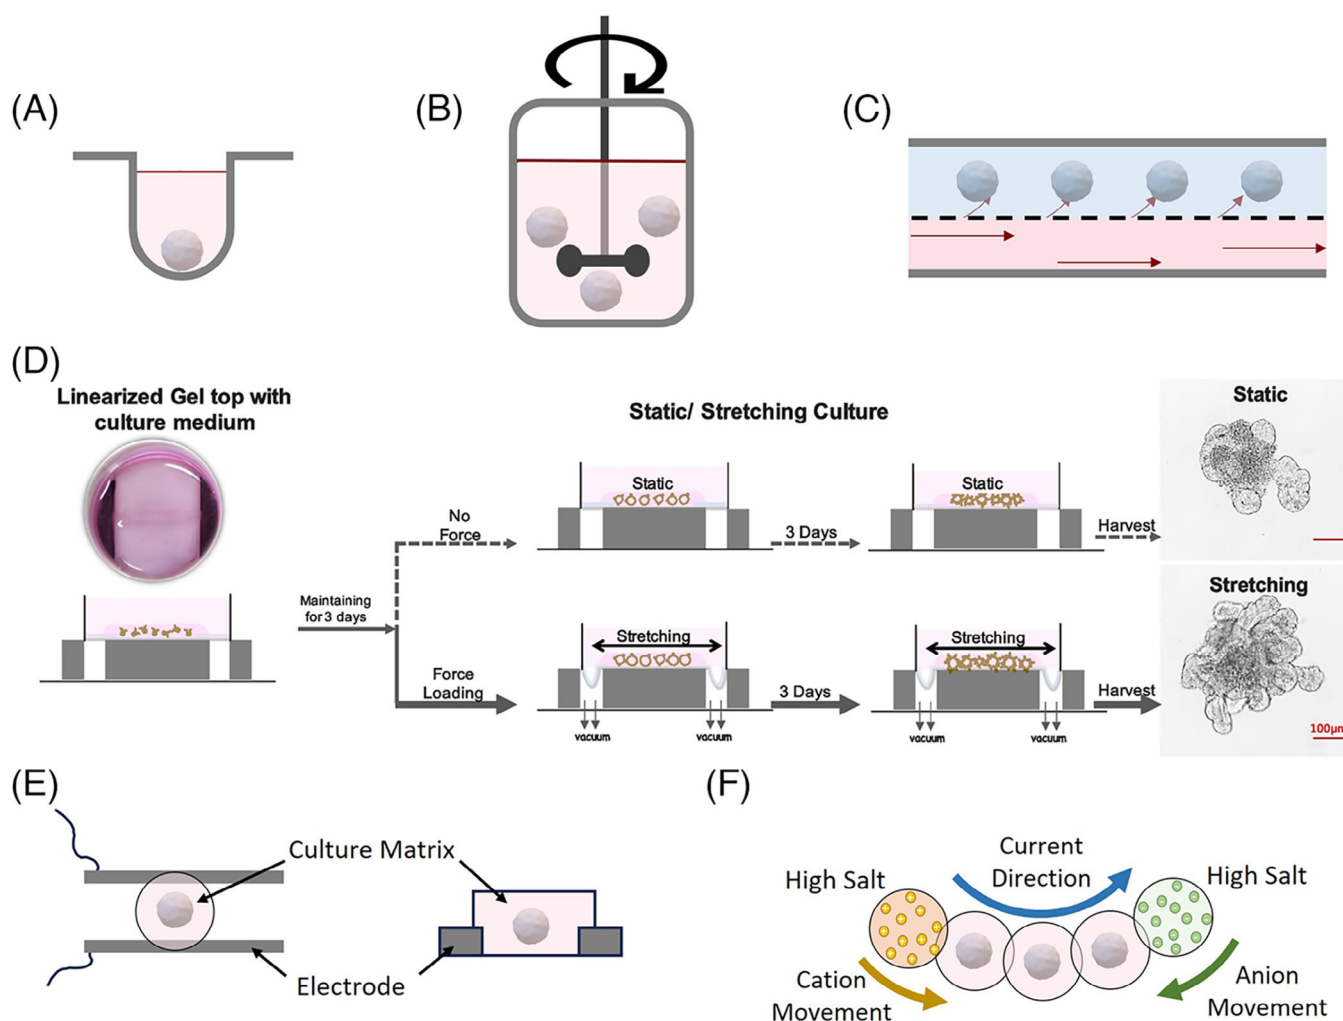 (A)
(B)
(C)
(D)
Linearized Gel top with
culture medium
Static/ Stretching Culture
Maintaining
for 3 days
No
Force
Static
3 Days
Static
Harvest
Static
Force
Loading
Stretching
vacuum
vacuum
3 Days
Stretching
vacuum
vacuum
Harvest
Stretching
100µm
(E)
Culture Matrix
Electrode
(F)
Current
Direction
High Salt
High Salt
Cation
Movement
Anion
Movement